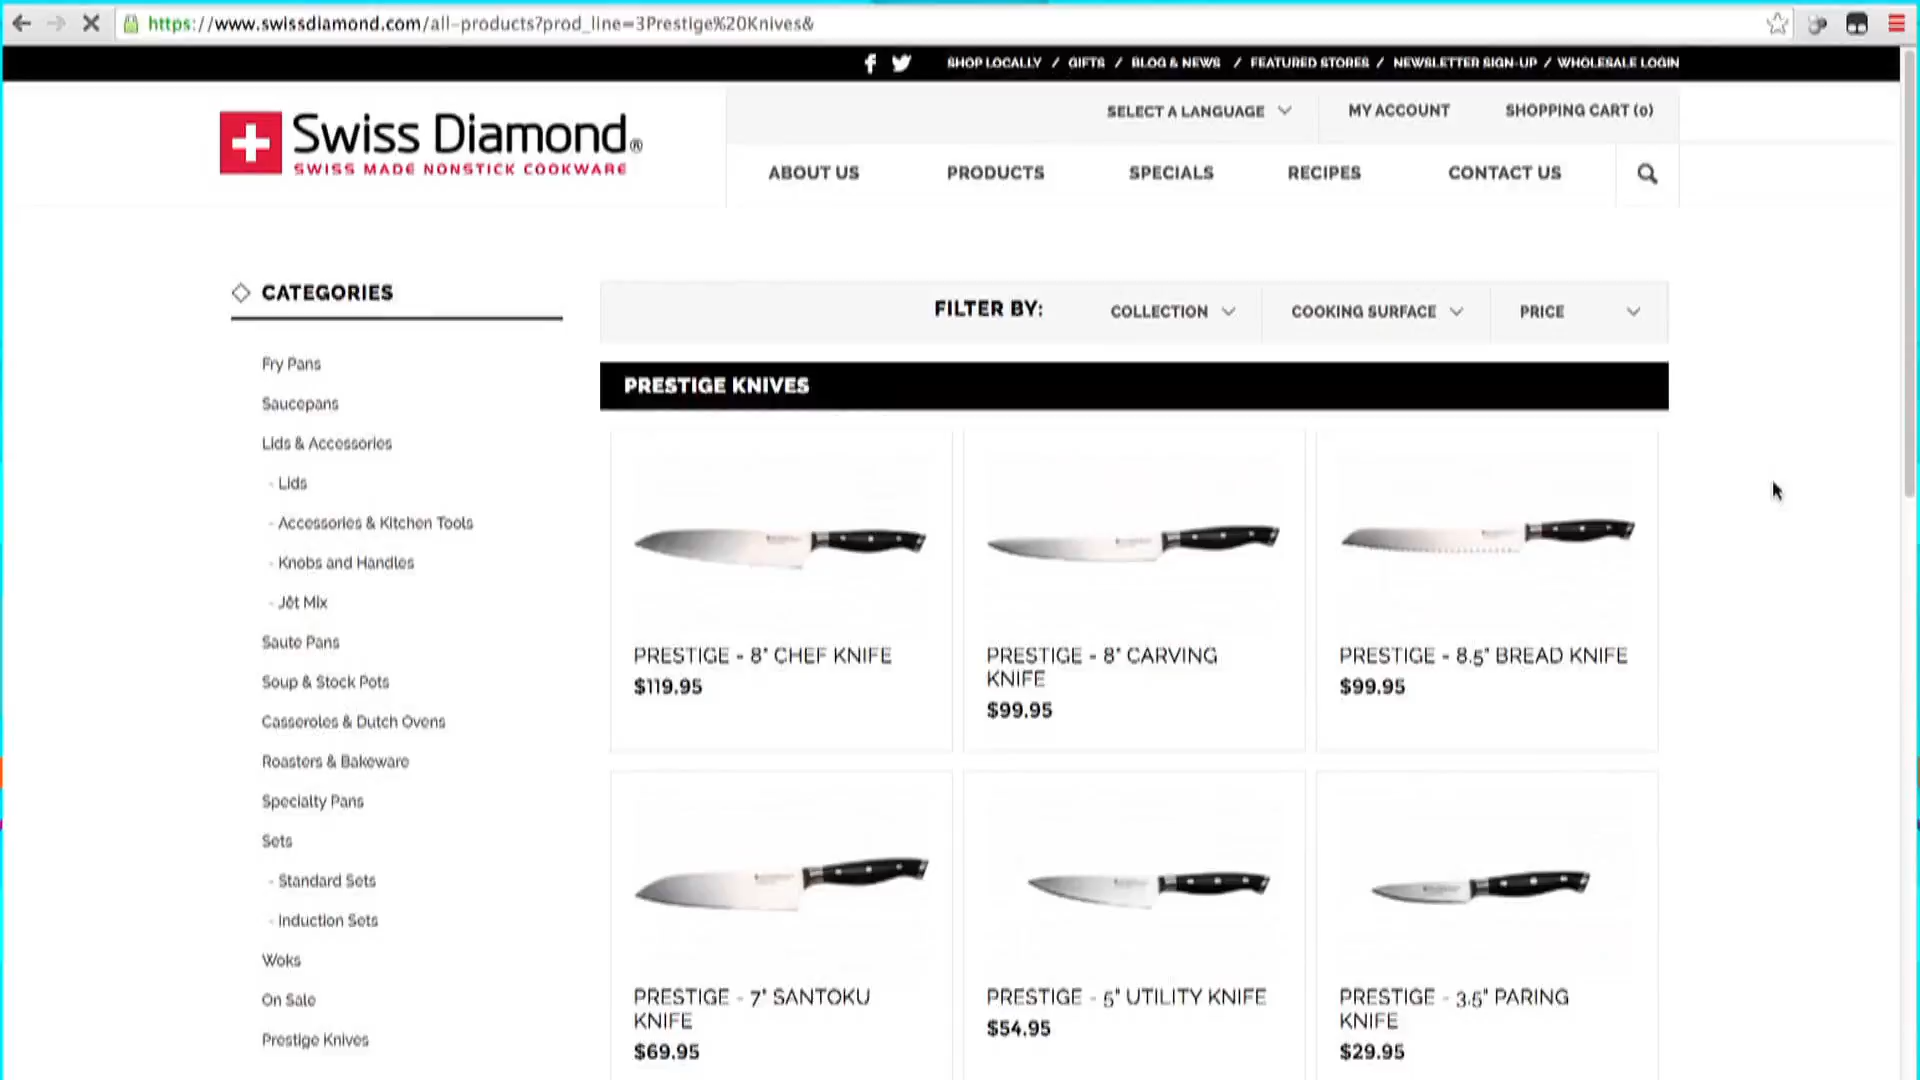 https://www.swissdiamond.com/all-products?prod_line=3Prestige%20Knives&
SHOP LOCALLY / GIFTS / BLOG & NEWS / FEATURED STORES / NEWSLETTER SIGN-UP / WHOLESALE LOGIN
SELECT A LANGUAGE MY ACCOUNT SHOPPING CART (0)
Swiss Diamond®
SWISS MADE NONSTICK COOKWARE
ABOUT US PRODUCTS SPECIALS RECIPES CONTACT US
CATEGORIES
Fry Pans
Saucepans
Lids & Accessories
- Lids
- Accessories & Kitchen Tools
- Knobs and Handles
- Jêt Mix
Saute Pans
Soup & Stock Pots
Casseroles & Dutch Ovens
Roasters & Bakeware
Specialty Pans
Sets
- Standard Sets
- Induction Sets
Woks
On Sale
Prestige Knives
FILTER BY: COLLECTION COOKING SURFACE PRICE
PRESTIGE KNIVES
PRESTIGE - 8" CHEF KNIFE
$119.95
PRESTIGE - 8" CARVING
KNIFE
$99.95
PRESTIGE - 8.5" BREAD KNIFE
$99.95
PRESTIGE - 7" SANTOKU
KNIFE
$69.95
PRESTIGE - 5" UTILITY KNIFE
$54.95
PRESTIGE - 3.5" PARING
KNIFE
$29.95